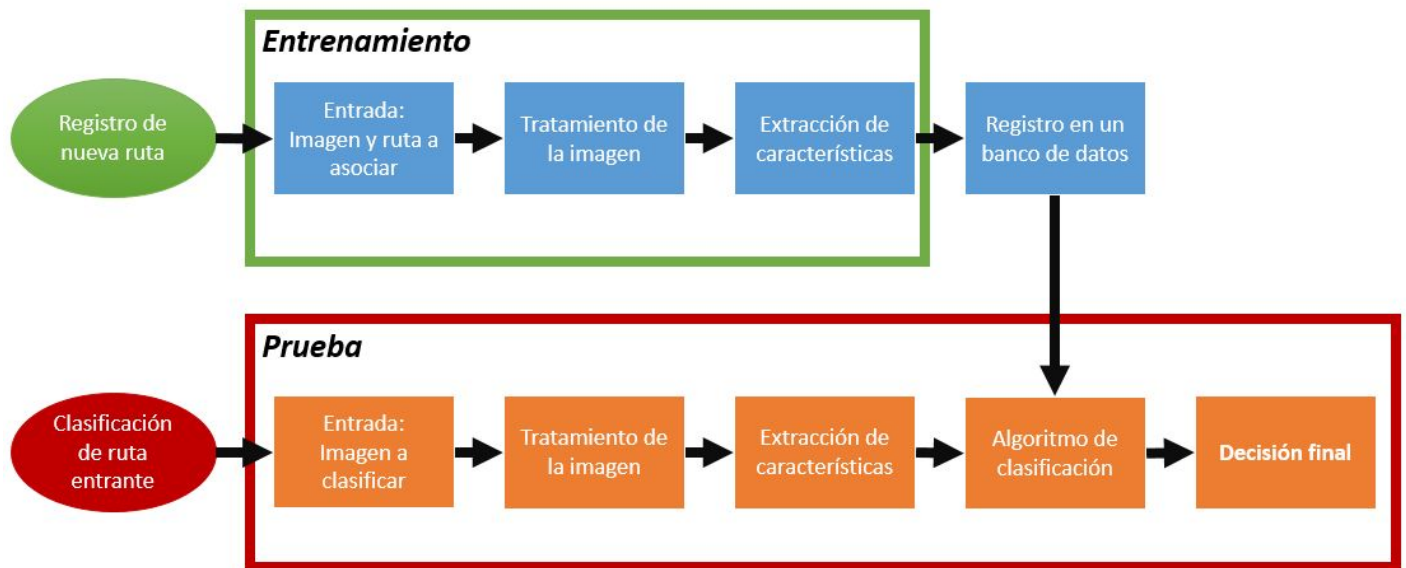 Entrenamiento
Registro de
nueva ruta
Entrada:
Imagen y ruta a
asociar
Tratamiento de
la imagen
Extracción de
características
Registro en un
banco de datos
Prueba
Clasificación
de ruta
entrante
Entrada:
Imagen a
clasificar
Tratamiento de
la imagen
Extracción de
características
Algoritmo de
clasificación
Decisión final